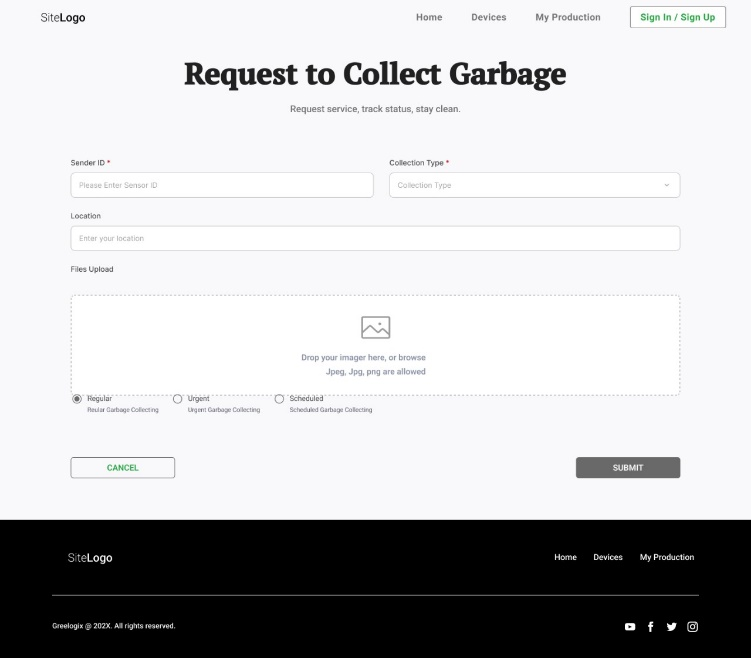 SiteLogo
Home Devices My Production Sign In / Sign Up
Request to Collect Garbage
Request service, track status, stay clean.
Sender ID * Collection Type *
Please Enter Sensor ID Collection Type
Location
Enter your location
Files Upload
Drop your imager here, or browse
Jpeg, Jpg, png are allowed
Regular Urgent Scheduled
Reular Garbage Collecting Urgent Garbage Collecting Scheduled Garbage Collecting
CANCEL SUBMIT
SiteLogo Home Devices My Production
Greelogix @ 202X. All rights reserved.